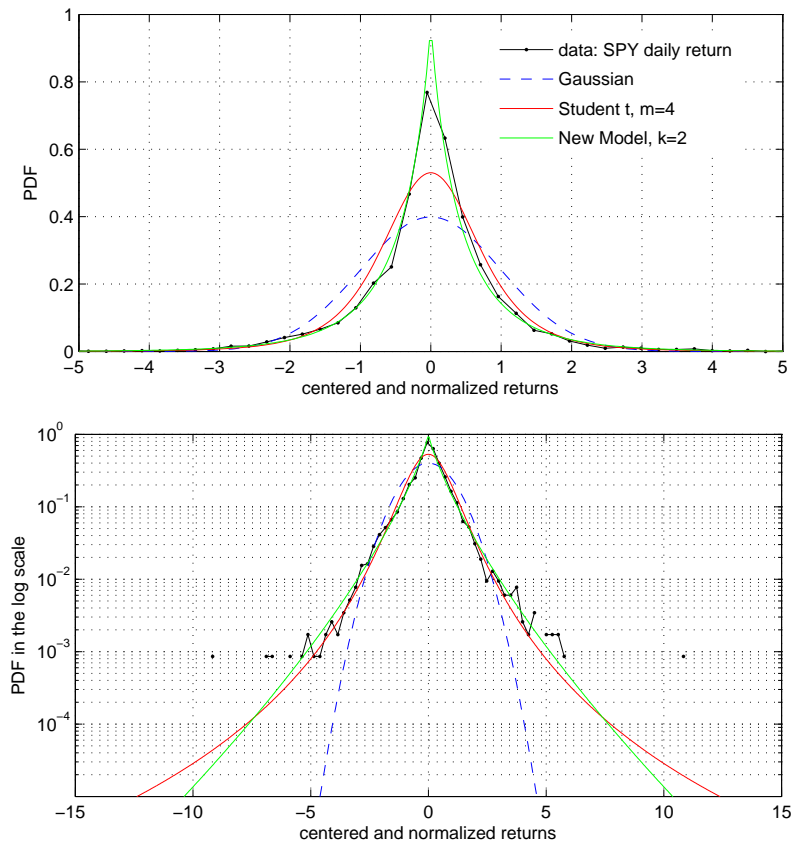 1
0.8
0.6
0.4
0.2
0
PDF
data: SPY daily return
Gaussian
Student t, m=4
New Model, k=2
−5 −4 −3 −2 −1 0 1 2 3 4 5
centered and normalized returns
10^0
10^−1
10^−2
10^−3
10^−4
PDF in the log scale
−15 −10 −5 0 5 10 15
centered and normalized returns